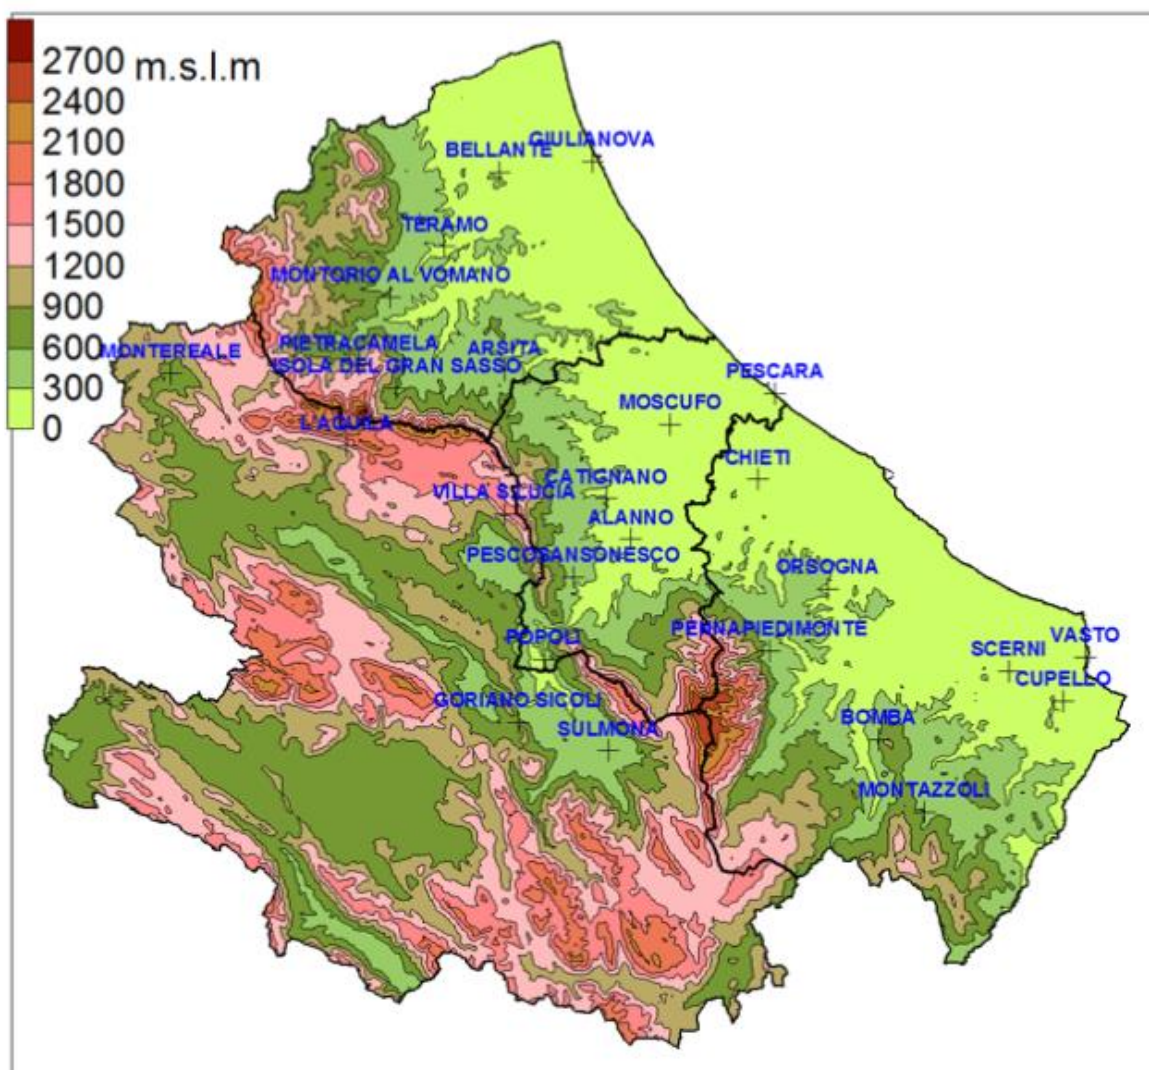 2700 m.s.l.m
2400
2100
1800
1500
1200
900
600
300
0
GIULIANOVA
BELLANTE
TERAMO
MONTORIO AL VOMANO
PIETRACAMELA
ARSITA
MONTEREALE
ISOLA DEL GRAN SASSO
PESCARA
MOSCUFO
L'AQUILA
CHIETI
CATIGNANO
VILLA S.LUCIA
ALANNO
PESCOSANSONESCO
ORSOGNA
PENNAPIEDIMONTE
POPOLI
VASTO
SCERNI
CUPELLO
GORIANO SICOLI
BOMBA
SULMONA
MONTAZZOLI